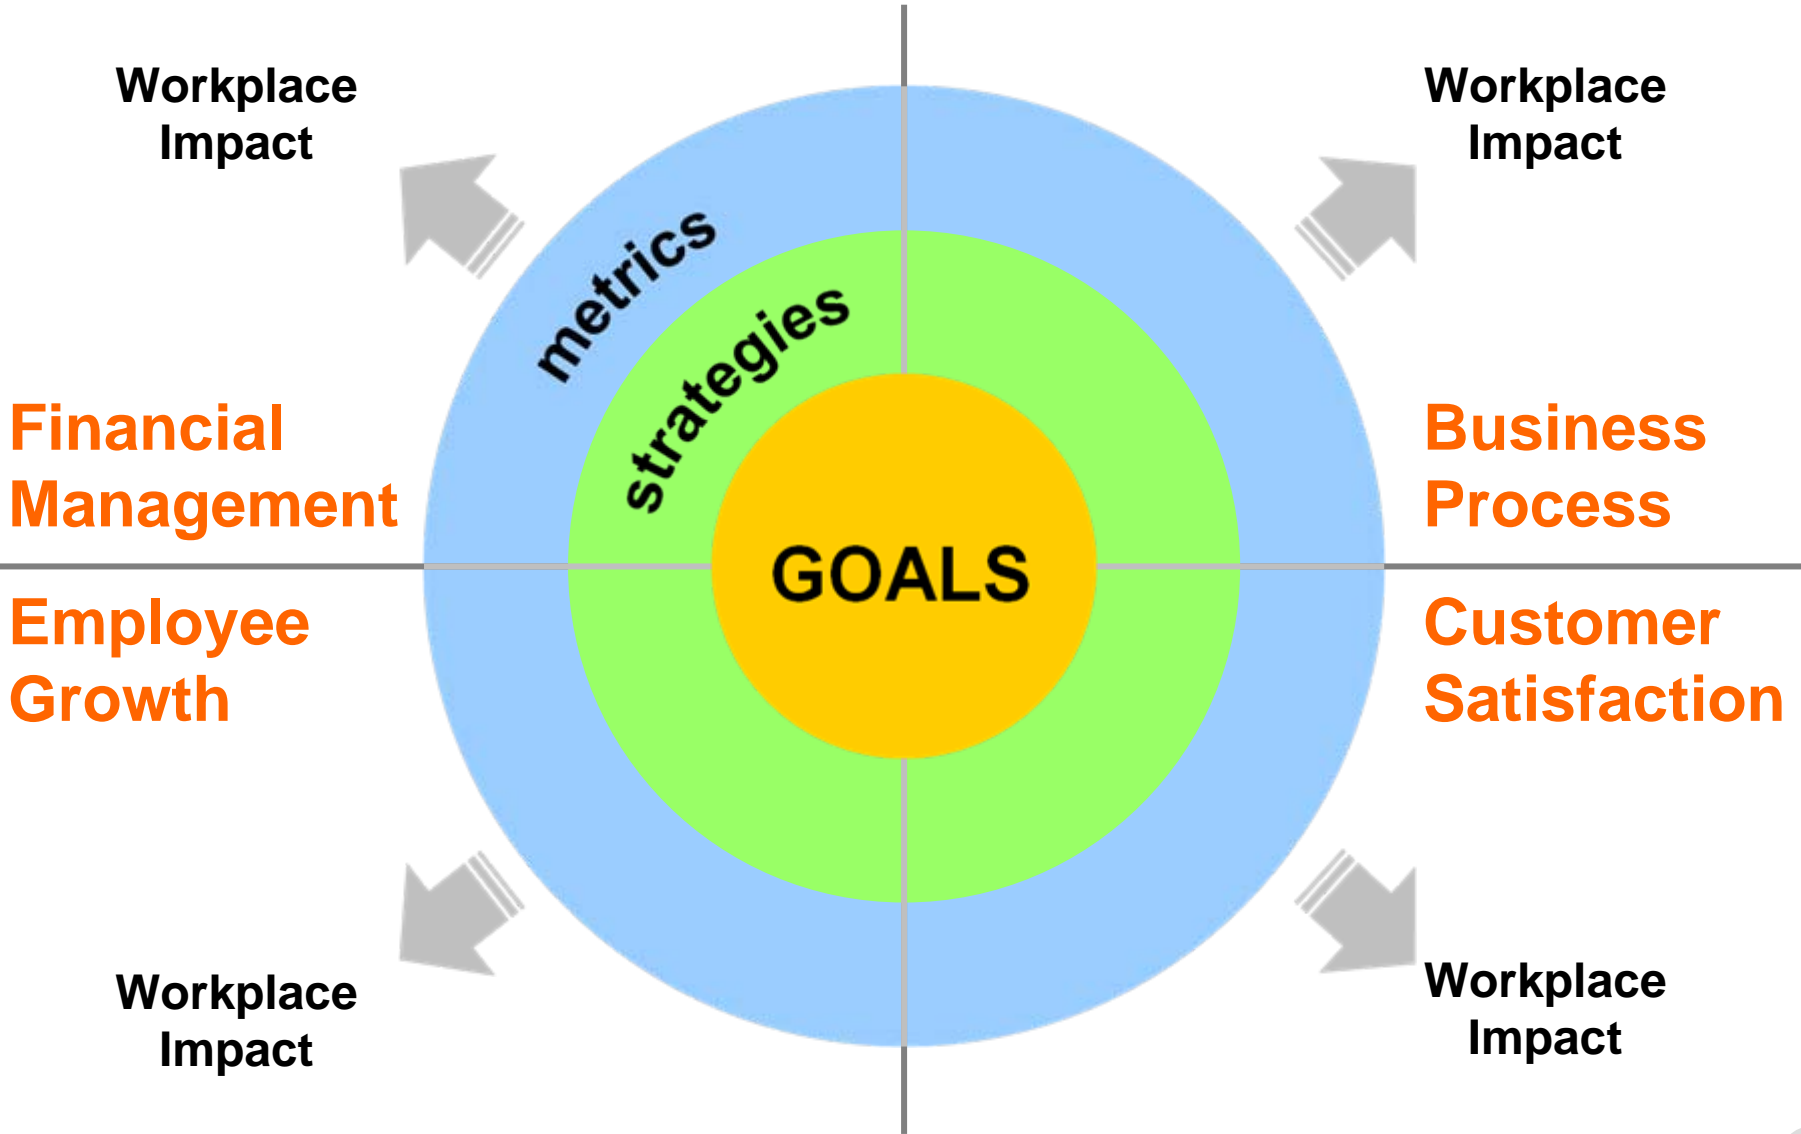 Workplace
Impact
Workplace
Impact
metrics
strategies
Financial
Management
Business
Process
GOALS
Employee
Growth
Customer
Satisfaction
Workplace
Impact
Workplace
Impact